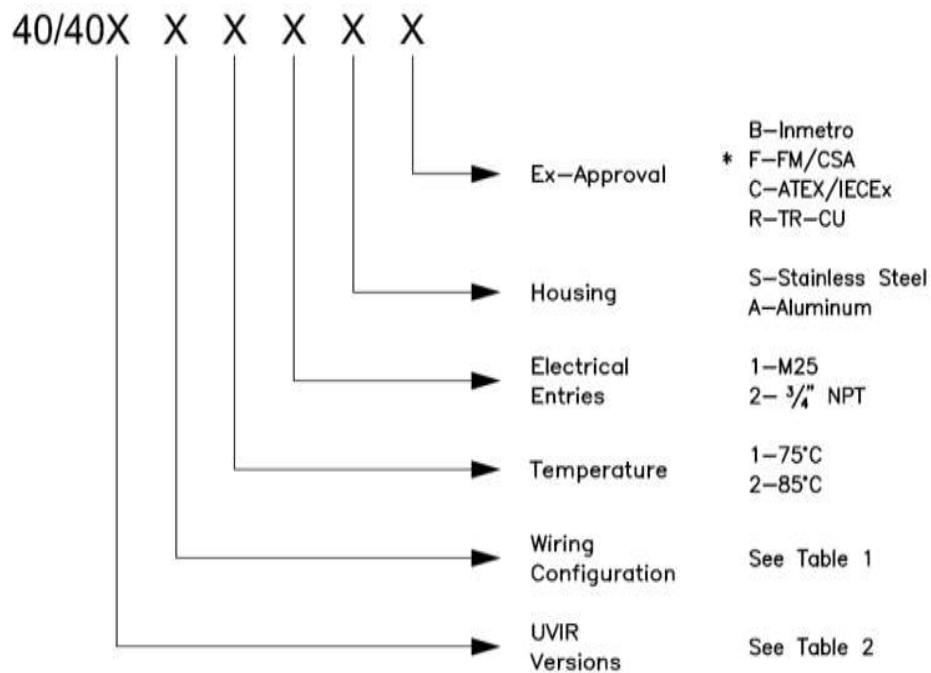 40/40X X X X X X
B-Inmetro
Ex-Approval * F-FM/CSA
C-ATEX/IECEx
R-TR-CU
Housing S-Stainless Steel
A-Aluminum
Electrical 1-M25
Entries 2- 3/4" NPT
Temperature 1-75°C
2-85°C
Wiring
Configuration See Table 1
UVIR
Versions See Table 2